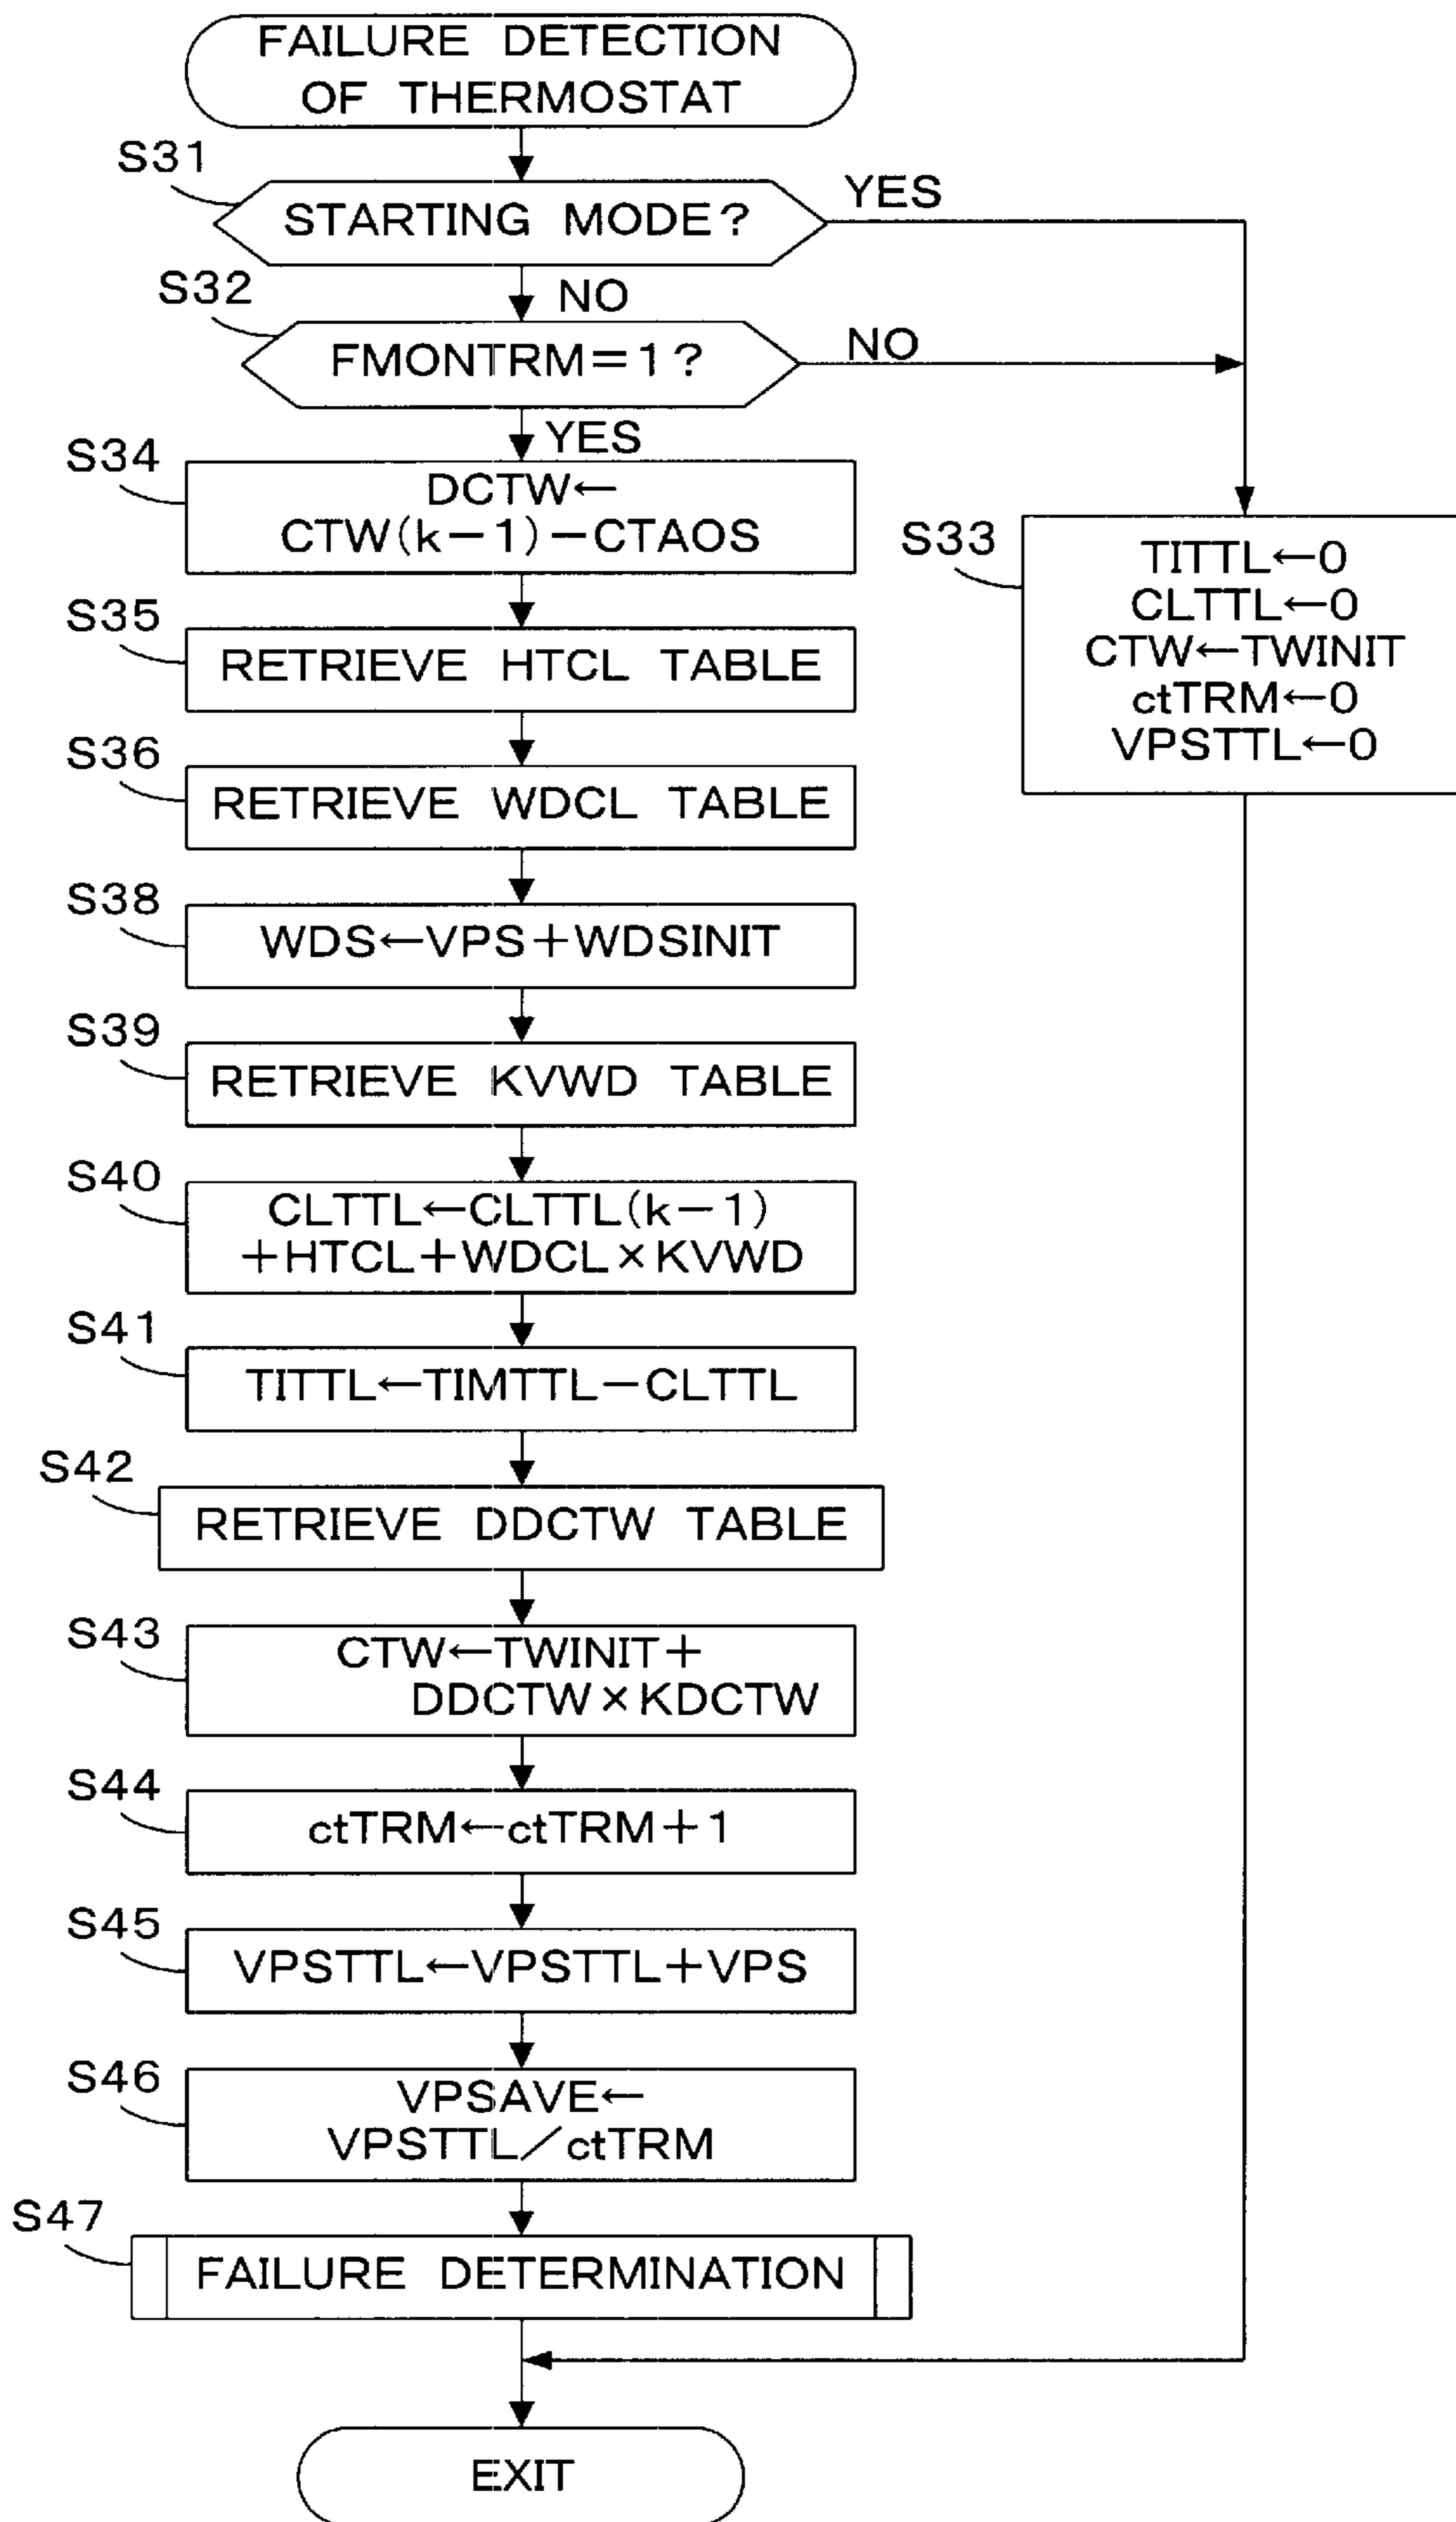 FAILURE DETECTION
OF THERMOSTAT
S31
STARTING MODE?
YES
NO
S32
FMONTRM=1?
NO
YES
S34
DCTW←
CTW(k−1)−CTAOS
S33
TITTL←0
CLTTL←0
CTW←TWINIT
ctTRM←0
VPSTTL←0
S35
RETRIEVE HTCL TABLE
S36
RETRIEVE WDCL TABLE
S38
WDS←VPS+WDSINIT
S39
RETRIEVE KVWD TABLE
S40
CLTTL←CLTTL(k−1)
+HTCL+WDCL×KVWD
S41
TITTL←TIMTTL−CLTTL
S42
RETRIEVE DDCTW TABLE
S43
CTW←TWINIT+
DDCTW×KDCTW
S44
ctTRM←ctTRM+1
S45
VPSTTL←VPSTTL+VPS
S46
VPSAVE←
VPSTTL/ctTRM
S47
FAILURE DETERMINATION
EXIT